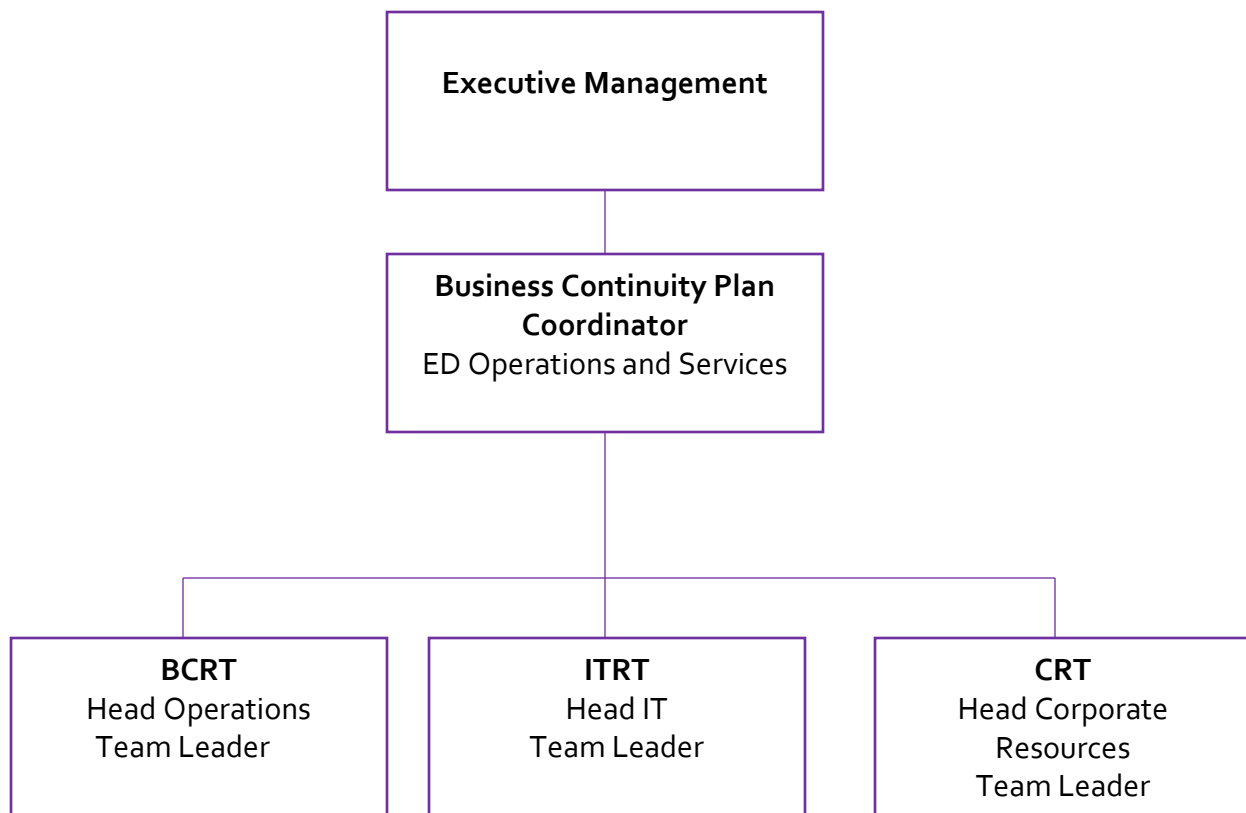 Executive Management
Business Continuity Plan
Coordinator
ED Operations and Services
BCRT
Head Operations
Team Leader
ITRT
Head IT
Team Leader
CRT
Head Corporate
Resources
Team Leader